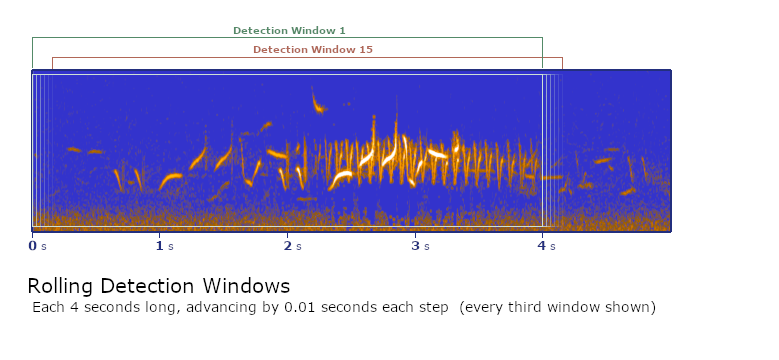 Detection Window 1
Detection Window 15
0 s 1 s 2 s 3 s 4 s
Rolling Detection Windows
Each 4 seconds long, advancing by 0.01 seconds each step (every third window shown)